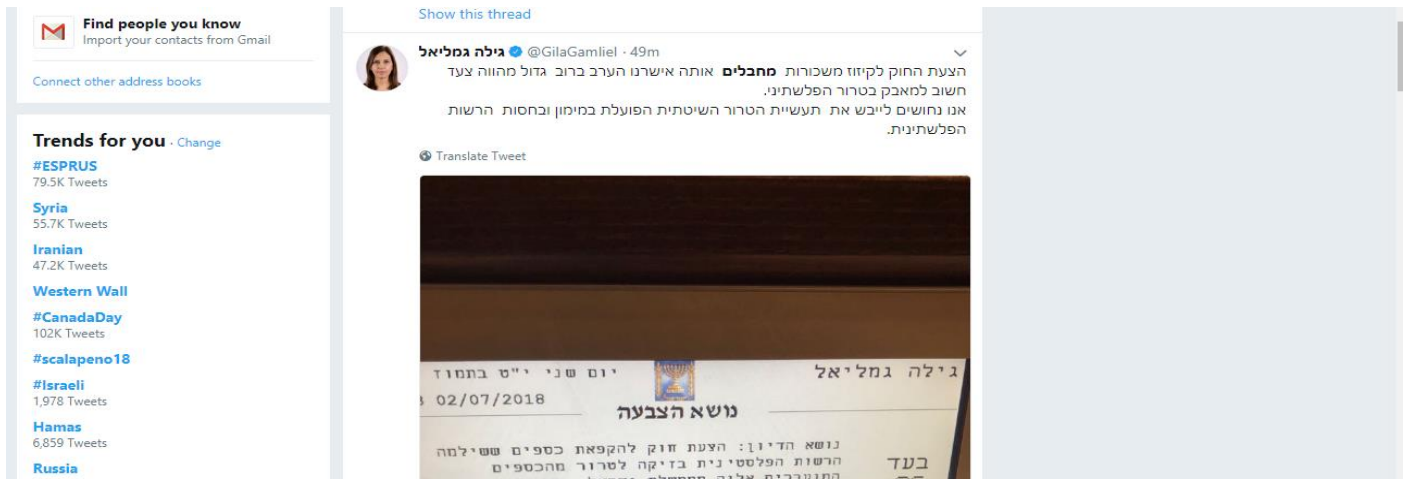 Find people you know
Import your contacts from Gmail
Connect other address books
Trends for you · Change
#ESPRUS
79.5K Tweets
Syria
55.7K Tweets
Iranian
47.2K Tweets
Western Wall
#CanadaDay
102K Tweets
#scalapeno18
#Israeli
1,978 Tweets
Hamas
6,859 Tweets
Russia
Show this thread
גילה גמליאל @GilaGamliel · 49m
הצעת החוק לקיזוז משכורות מחבלים אותה אישרנו הערב ברוב גדול מהווה צעד
חשוב למאבק בטרור הפלשתיני.
אנו נחושים לייבש את תעשיית הטרור השיטתית הפועלת במימון ובחסות הרשות
הפלשתינית.
Translate Tweet
גילה גמליאל
יום שני י"ט בתמוז
02/07/2018
נושא הצבעה
נושא הדיון: הצעת חוק להקפאת כספים ששילמה
הרשות הפלסטינית בזיקה לטרור מהכספים
בעד